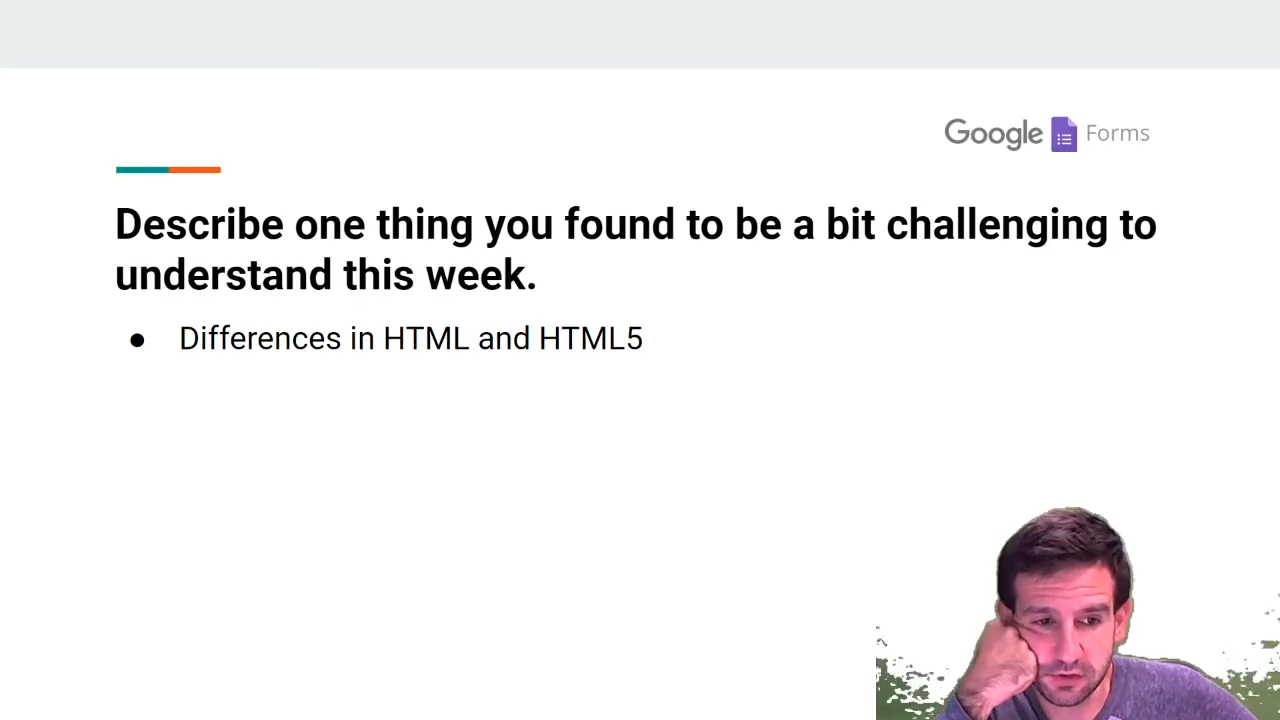 Google Forms
Describe one thing you found to be a bit challenging to
understand this week.
● Differences in HTML and HTML5